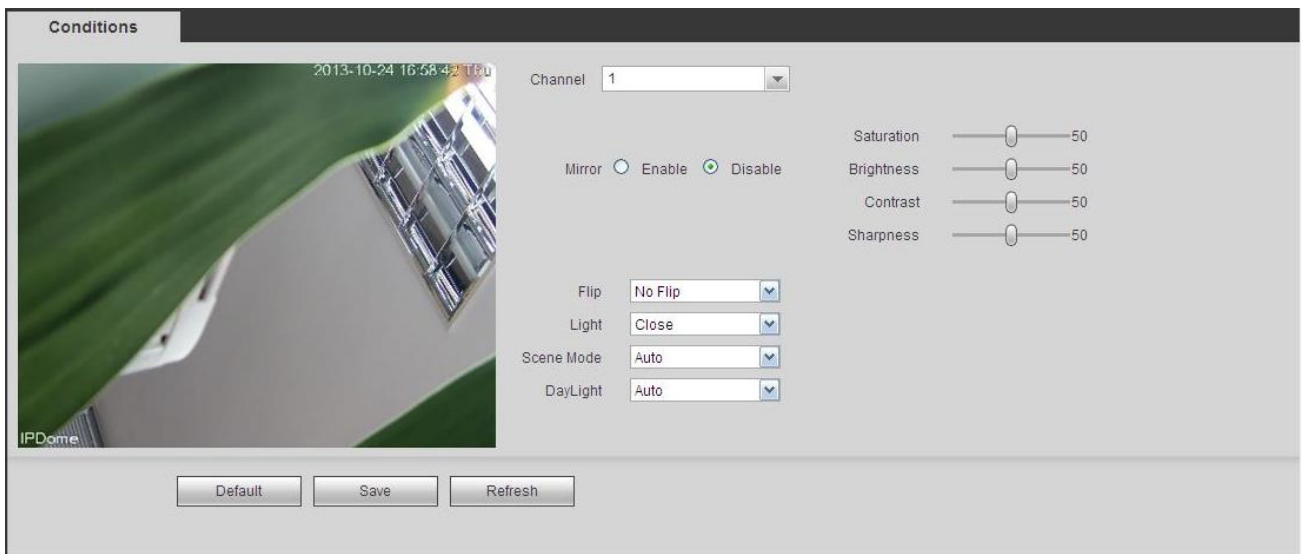 Conditions
2013-10-24 16:58:42 Thu
IPDome
Channel 1
Mirror Enable Disable
Saturation 50
Brightness 50
Contrast 50
Sharpness 50
Flip No Flip
Light Close
Scene Mode Auto
DayLight Auto
Default Save Refresh